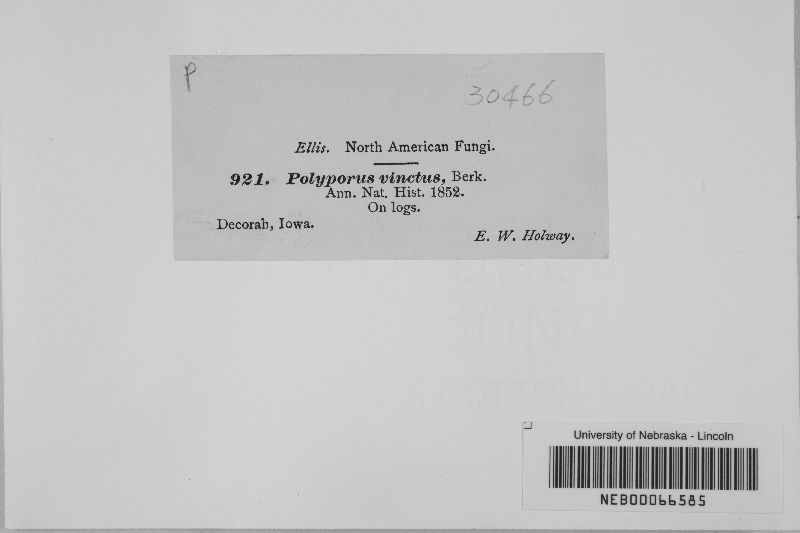 P
30466
Ellis. North American Fungi.
921. Polyporus vinctus, Berk.
Ann. Nat. Hist. 1852.
On logs.
Decorah, Iowa.
E. W. Holway.
University of Nebraska - Lincoln
NEB00066585